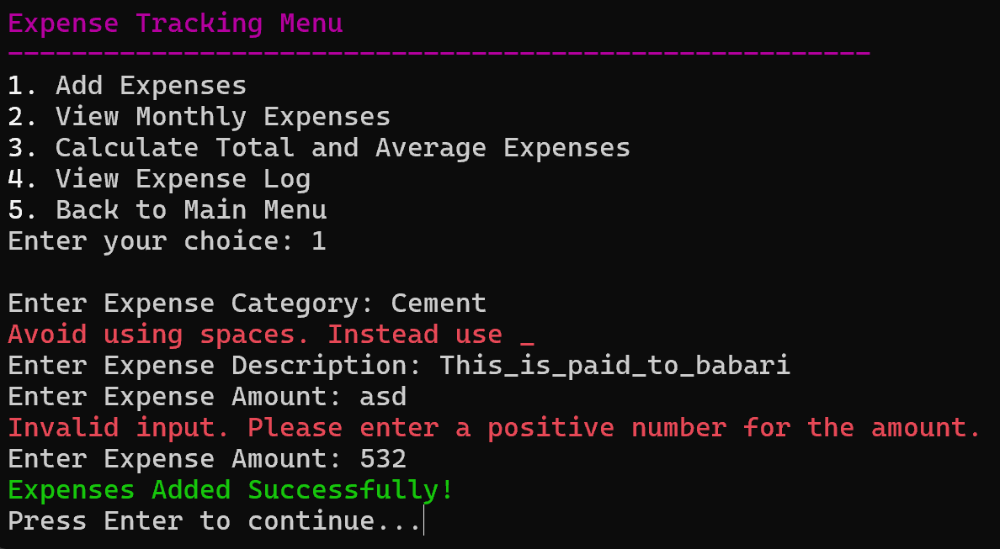 Expense Tracking Menu
------------------------------------------------------
1. Add Expenses
2. View Monthly Expenses
3. Calculate Total and Average Expenses
4. View Expense Log
5. Back to Main Menu
Enter your choice: 1
Enter Expense Category: Cement
Avoid using spaces. Instead use _
Enter Expense Description: This_is_paid_to_babari
Enter Expense Amount: asd
Invalid input. Please enter a positive number for the amount.
Enter Expense Amount: 532
Expenses Added Successfully!
Press Enter to continue...